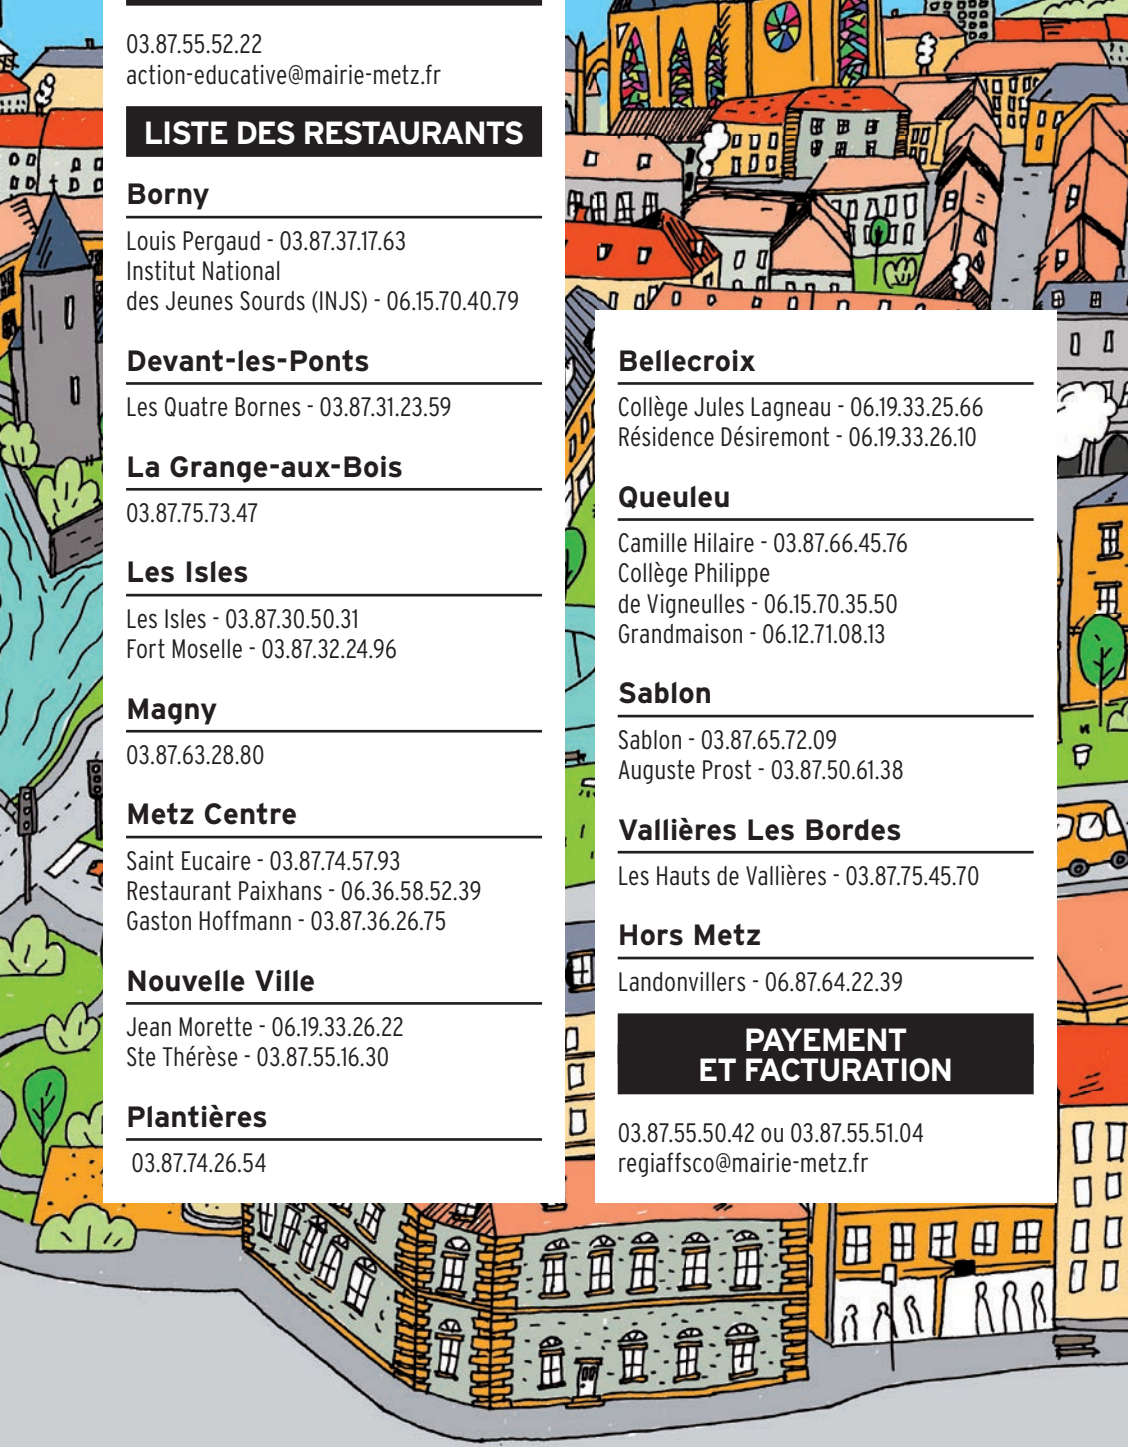 03.87.55.52.22
action-educative@mairie-metz.fr
LISTE DES RESTAURANTS
Borny
Louis Pergaud - 03.87.37.17.63
Institut National
des Jeunes Sourds (INJS) - 06.15.70.40.79
Devant-les-Ponts
Les Quatre Bornes - 03.87.31.23.59
La Grange-aux-Bois
03.87.75.73.47
Les Isles
Les Isles - 03.87.30.50.31
Fort Moselle - 03.87.32.24.96
Magny
03.87.63.28.80
Metz Centre
Saint Eucaire - 03.87.74.57.93
Restaurant Paixhans - 06.36.58.52.39
Gaston Hoffmann - 03.87.36.26.75
Nouvelle Ville
Jean Morette - 06.19.33.26.22
Ste Thérèse - 03.87.55.16.30
Plantières
03.87.74.26.54
Bellecroix
Collège Jules Lagneau - 06.19.33.25.66
Résidence Désiremont - 06.19.33.26.10
Queuleu
Camille Hilaire - 03.87.66.45.76
Collège Philippe
de Vigneulles - 06.15.70.35.50
Grandmaison - 06.12.71.08.13
Sablon
Sablon - 03.87.65.72.09
Auguste Prost - 03.87.50.61.38
Vallières Les Bordes
Les Hauts de Vallières - 03.87.75.45.70
Hors Metz
Landonvillers - 06.87.64.22.39
PAYEMENT
ET FACTURATION
03.87.55.50.42 ou 03.87.55.51.04
regiaffsco@mairie-metz.fr